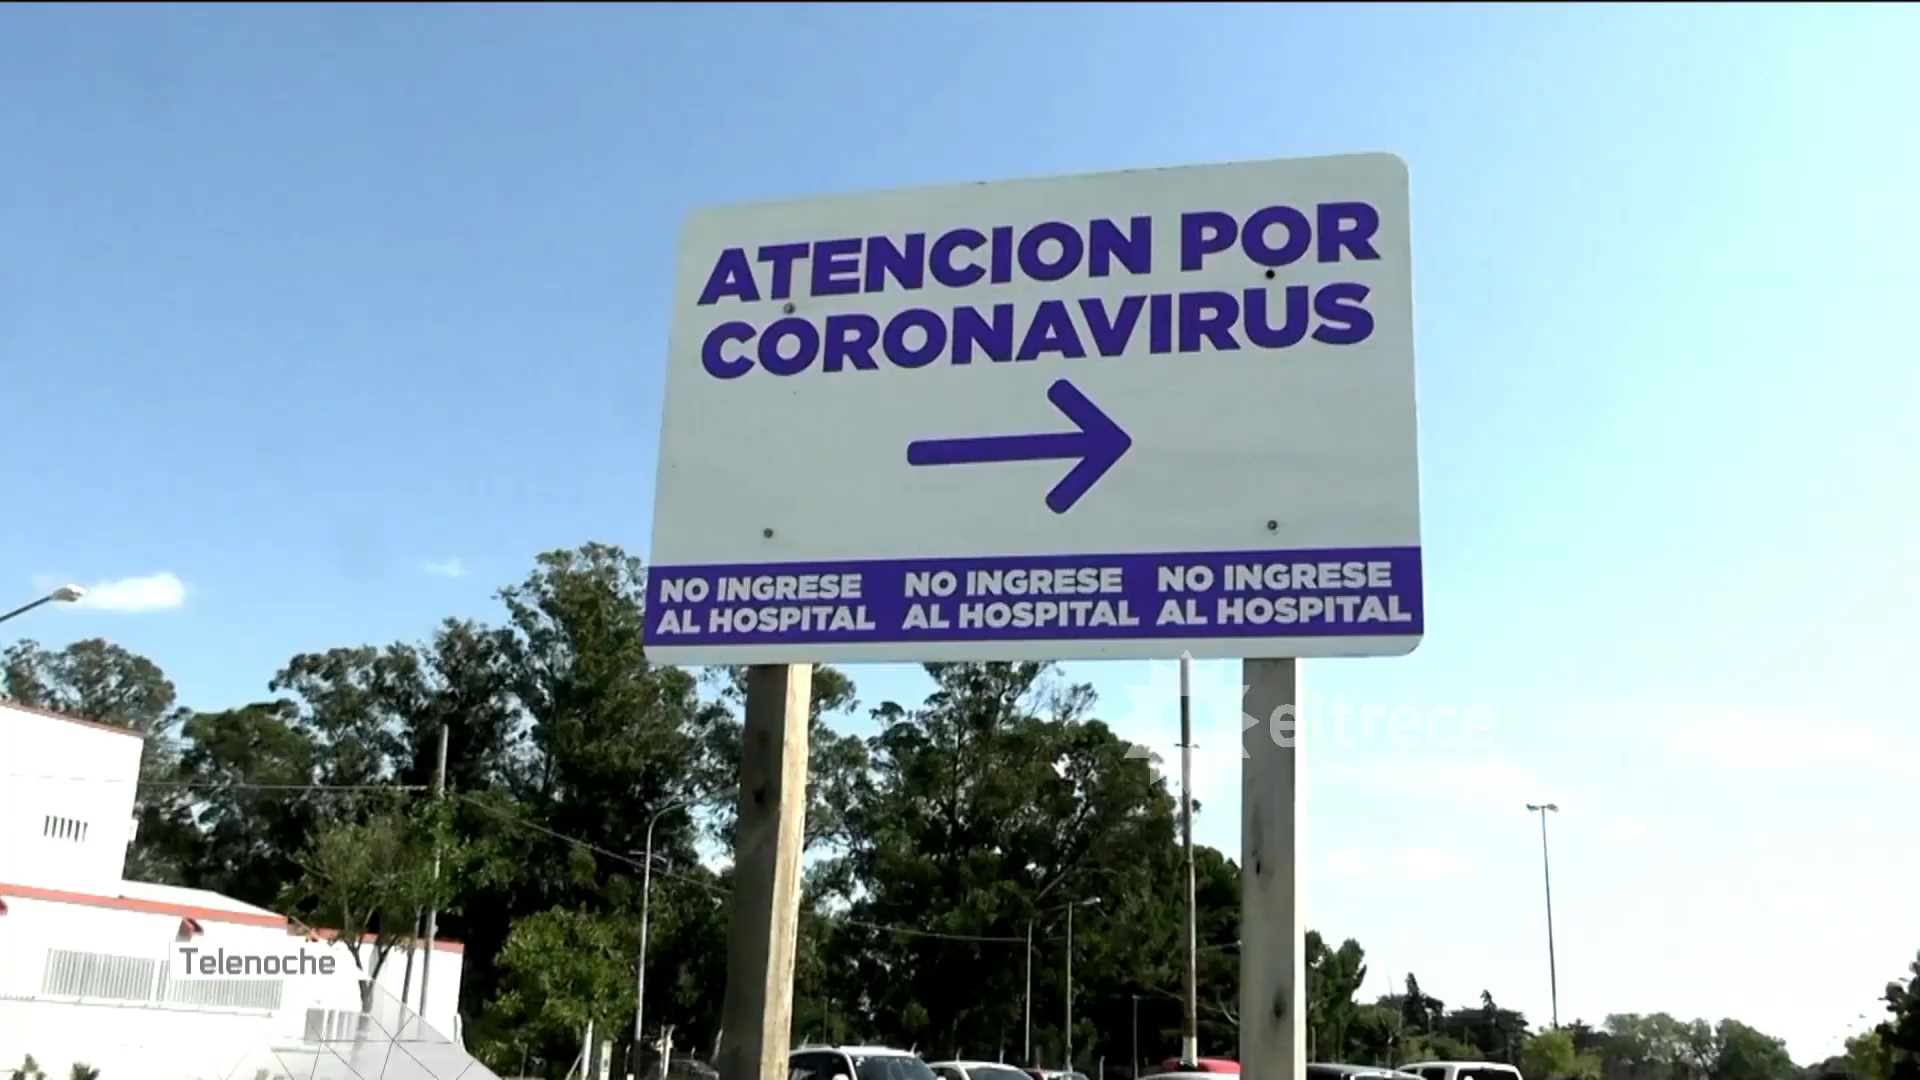 ATENCION POR
CORONAVIRUS
NO INGRESE NO INGRESE NO INGRESE
AL HOSPITAL AL HOSPITAL AL HOSPITAL
eltrece
Telenoche